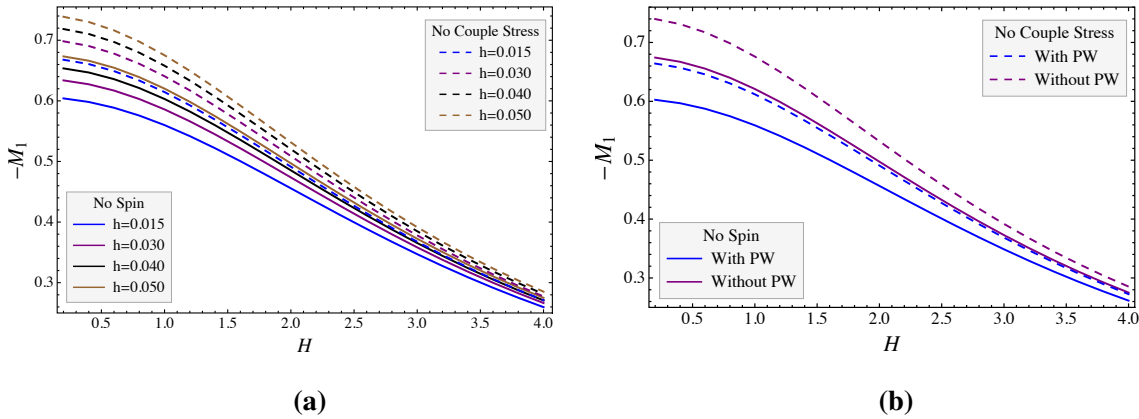 No Couple Stress
h=0.015
h=0.030
h=0.040
h=0.050
No Spin
h=0.015
h=0.030
h=0.040
h=0.050
0.7
0.6
0.5
0.4
0.3
−M₁
0.5 1.0 1.5 2.0 2.5 3.0 3.5 4.0
H
(a)
No Couple Stress
With PW
Without PW
No Spin
With PW
Without PW
0.7
0.6
0.5
0.4
0.3
−M₁
0.5 1.0 1.5 2.0 2.5 3.0 3.5 4.0
H
(b)